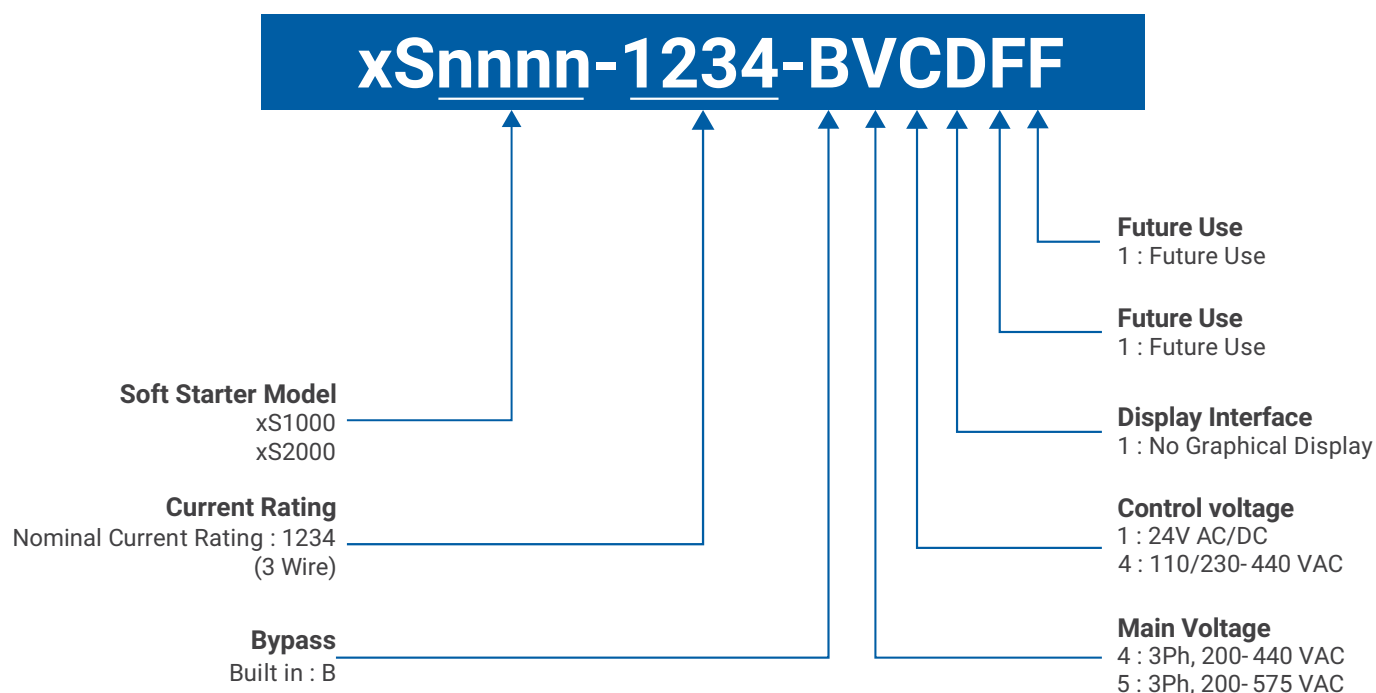 xSnnnn-1234-BVCDFF
Soft Starter Model
xS1000
xS2000
Current Rating
Nominal Current Rating : 1234
(3 Wire)
Bypass
Built in : B
Future Use
1 : Future Use
Future Use
1 : Future Use
Display Interface
1 : No Graphical Display
Control voltage
1 : 24V AC/DC
4 : 110/230- 440 VAC
Main Voltage
4 : 3Ph, 200- 440 VAC
5 : 3Ph, 200- 575 VAC